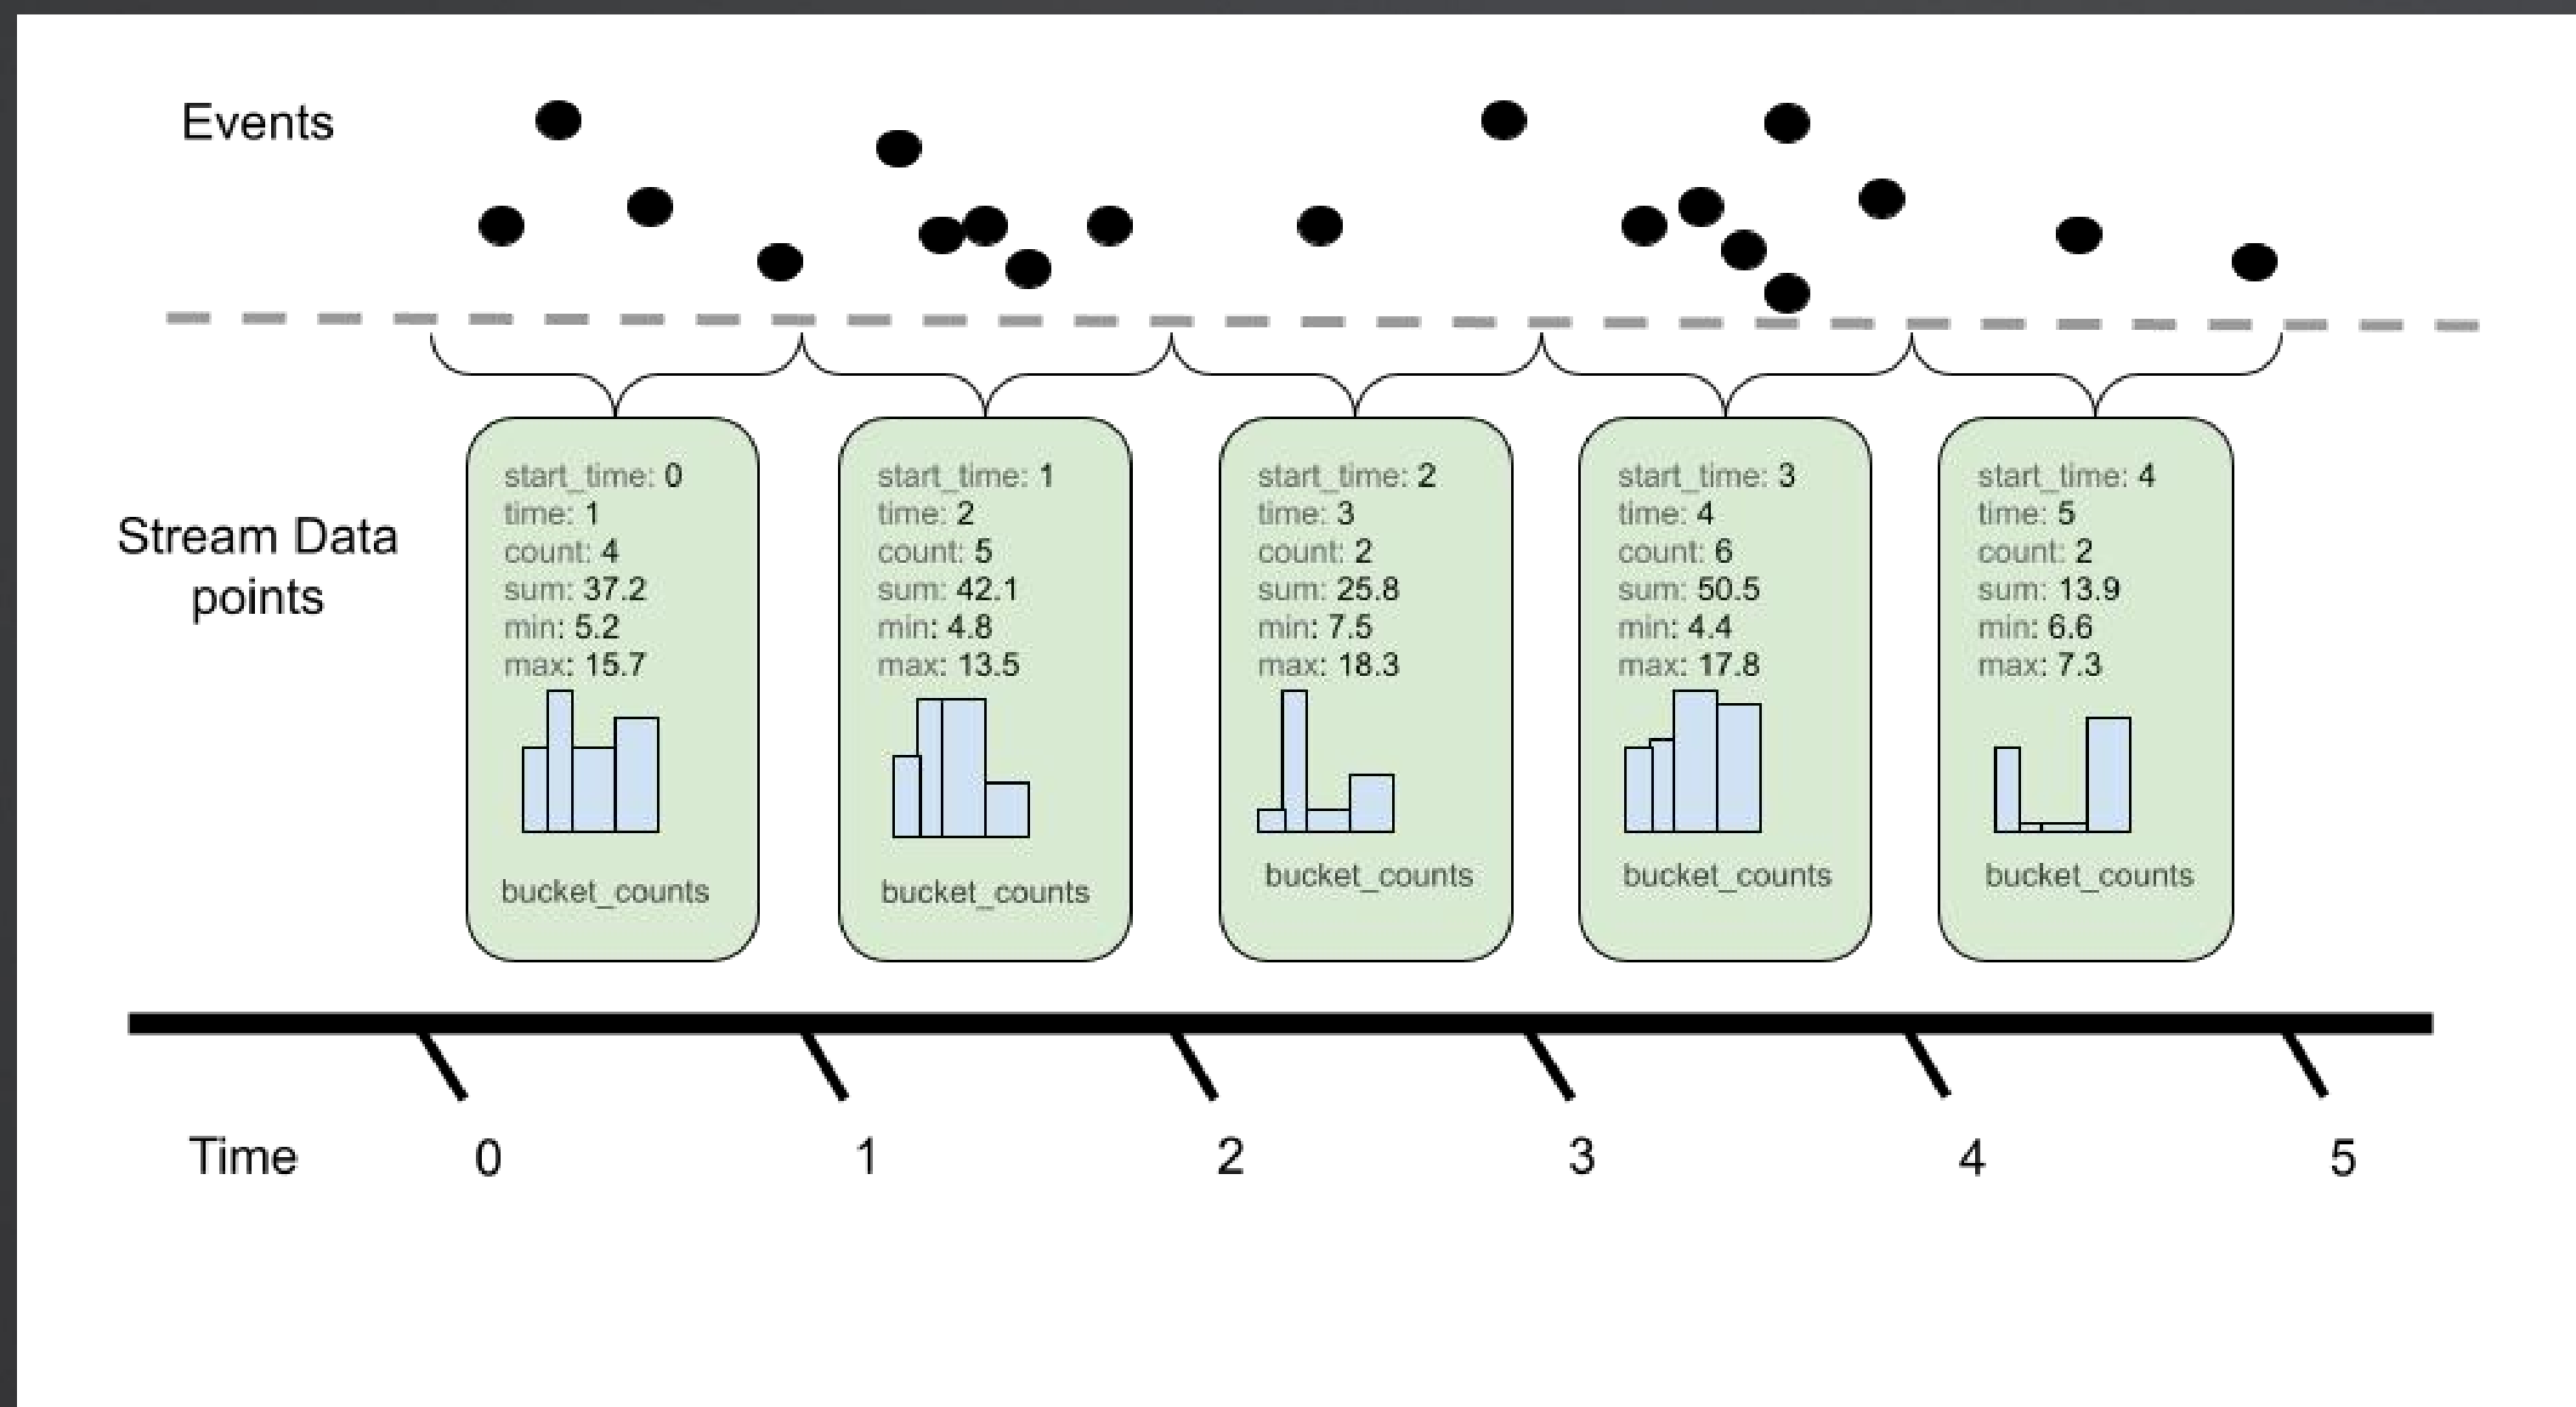 Events
Stream Data
points
start_time: 0
time: 1
count: 4
sum: 37.2
min: 5.2
max: 15.7
bucket_counts
start_time: 1
time: 2
count: 5
sum: 42.1
min: 4.8
max: 13.5
bucket_counts
start_time: 2
time: 3
count: 2
sum: 25.8
min: 7.5
max: 18.3
bucket_counts
start_time: 3
time: 4
count: 6
sum: 50.5
min: 4.4
max: 17.8
bucket_counts
start_time: 4
time: 5
count: 2
sum: 13.9
min: 6.6
max: 7.3
bucket_counts
Time 0 1 2 3 4 5